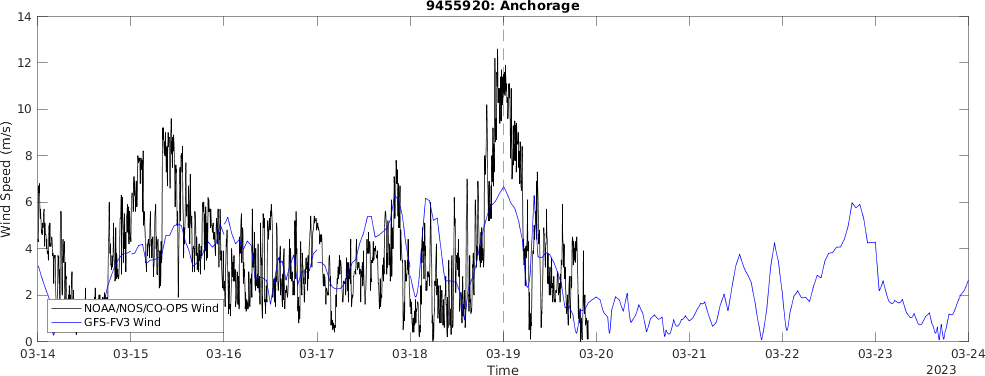 9455920: Anchorage
Wind Speed (m/s)
14
12
10
8
6
4
2
0
NOAA/NOS/CO-OPS Wind
GFS-FV3 Wind
03-14 03-15 03-16 03-17 03-18 03-19 03-20 03-21 03-22 03-23 03-24
Time
2023